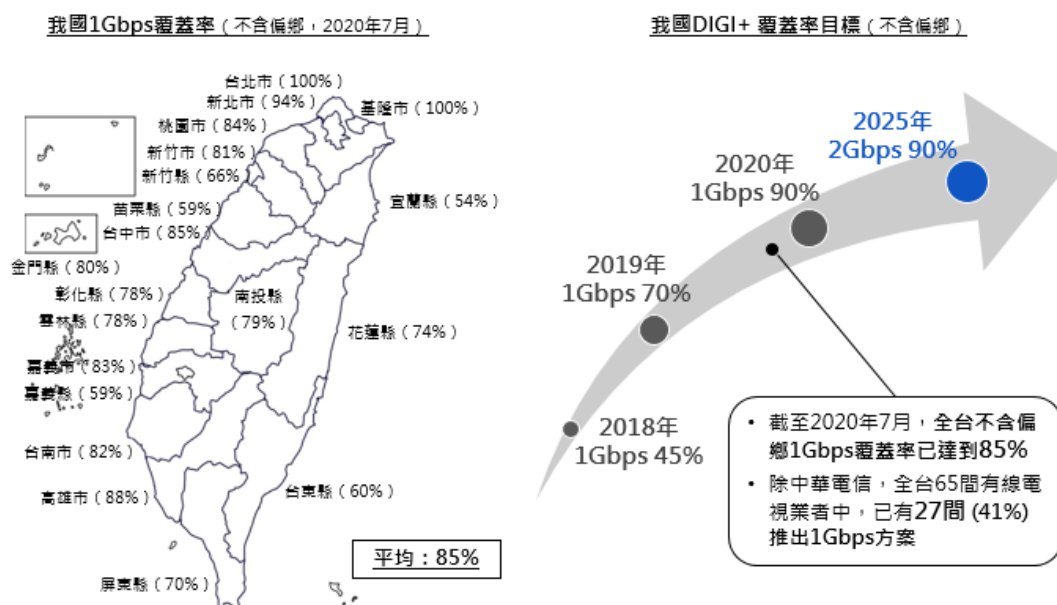 我國1Gbps覆蓋率(不含偏鄉,2020年7月)
台北市(100%)
新北市(94%)
基隆市(100%)
桃園市(84%)
新竹市(81%)
新竹縣(66%)
苗栗縣(59%)
宜蘭縣(54%)
台中市(85%)
金門縣(80%)
彰化縣(78%)
南投縣
(79%)
雲林縣(78%)
花蓮縣(74%)
嘉義市(83%)
嘉義縣(59%)
台南市(82%)
高雄市(88%)
台東縣(60%)
屏東縣(70%)
平均:85%
我國DIGI+ 覆蓋率目標(不含偏鄉)
2025年
2Gbps 90%
2020年
1Gbps 90%
2019年
1Gbps 70%
2018年
1Gbps 45%
• 截至2020年7月,全台不含偏
鄉1Gbps覆蓋率已達到85%
• 除中華電信,全台65間有線電
視業者中,已有27間 (41%)
推出1Gbps方案